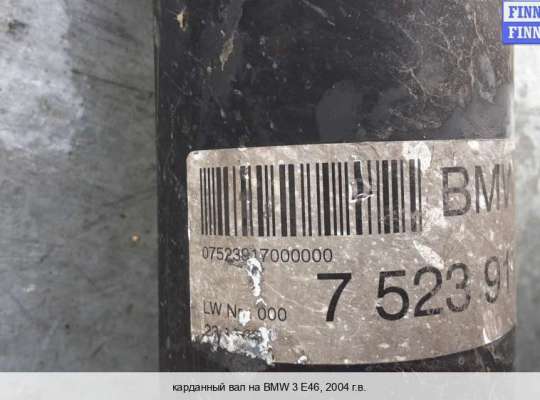 FINN
FINN
BMW
07523917000000
7 523 91
LW Nr. 000
карданный вал на BMW 3 E46, 2004 г.в.